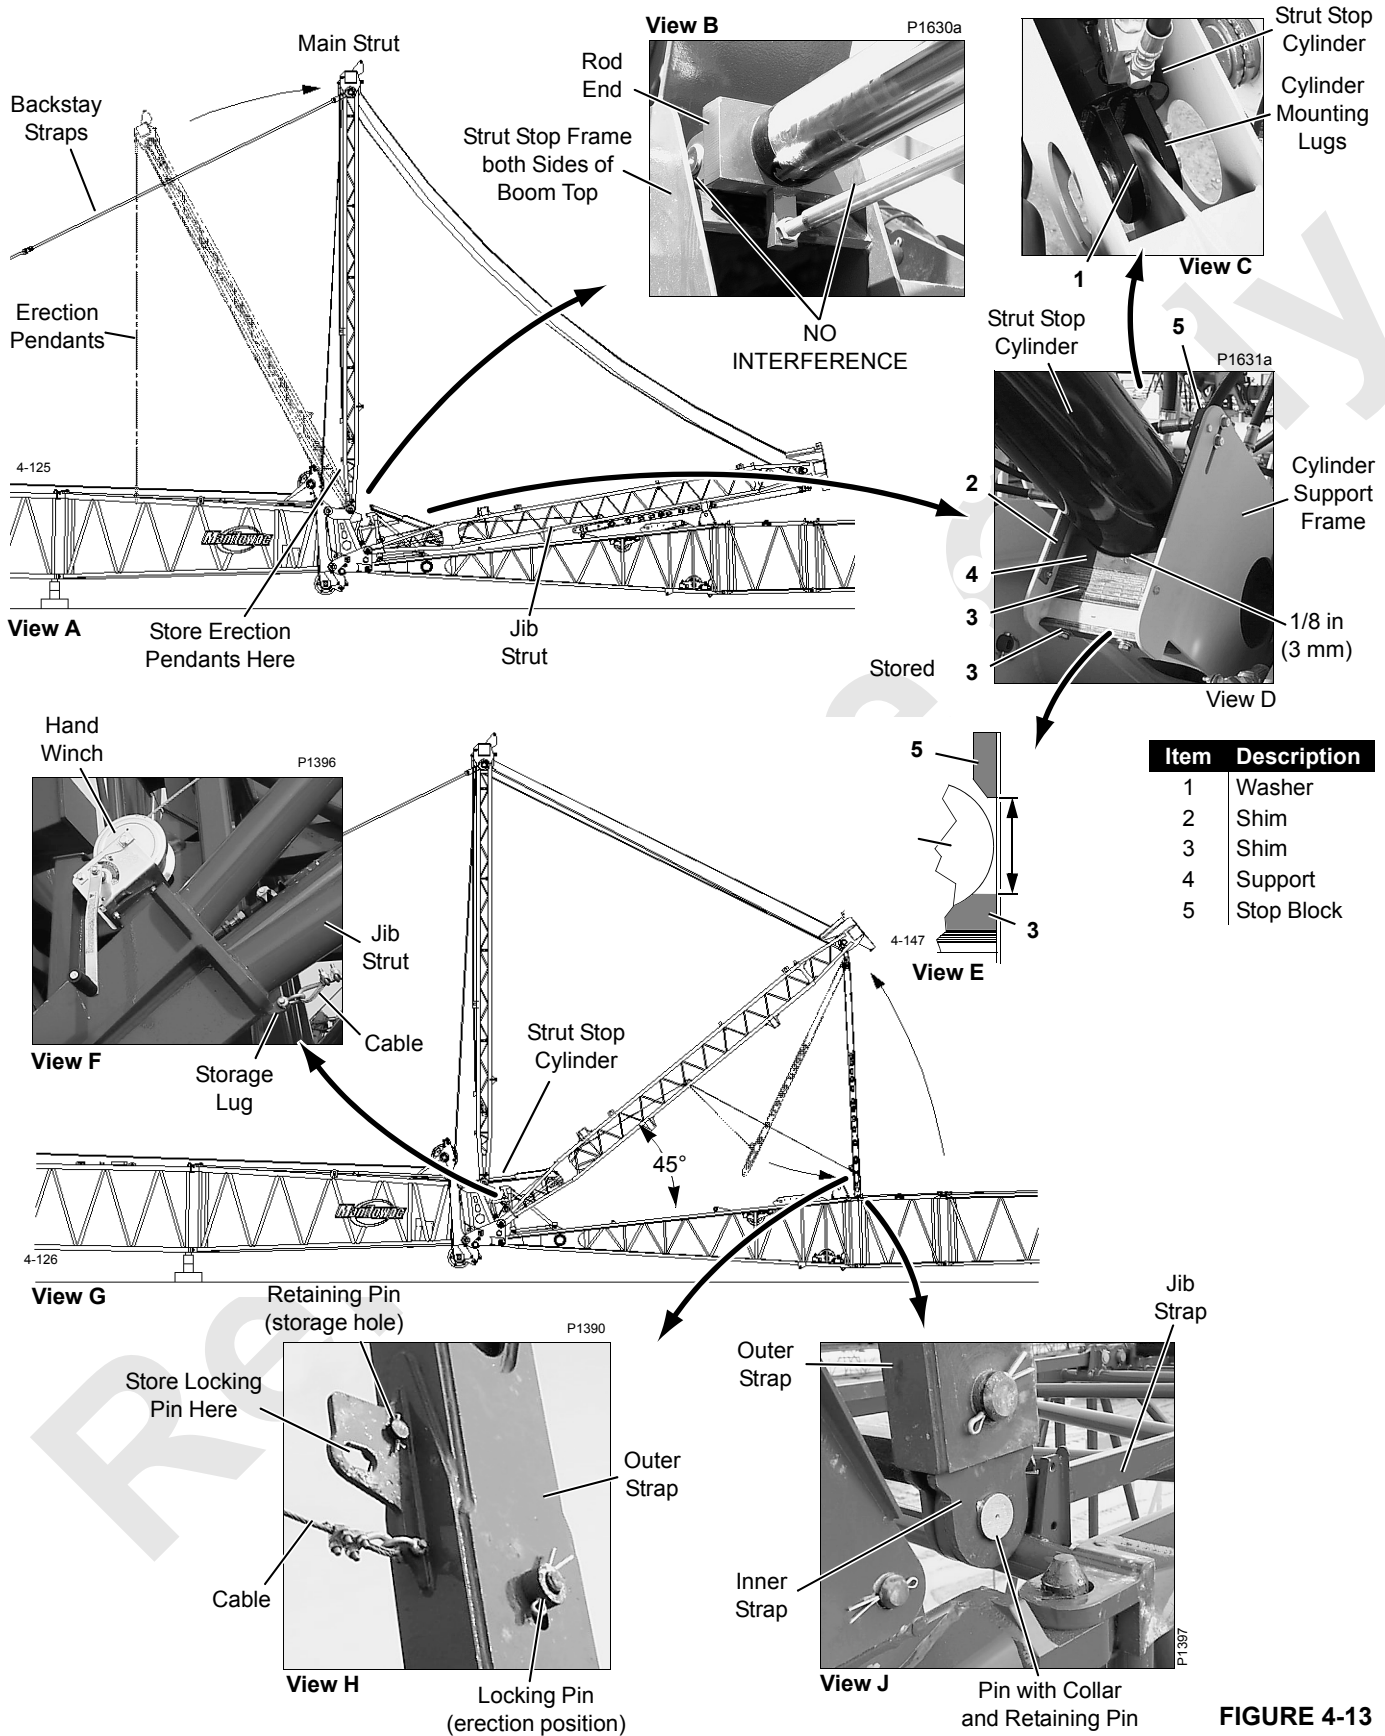 View B
P1630a
Strut Stop
Cylinder
Main Strut
Rod
End
Backstay
Straps
Cylinder
Mounting
Lugs
Strut Stop Frame
both Sides of
Boom Top
1
View C
Erection
Pendants
NO
INTERFERENCE
Strut Stop
Cylinder
5
P1631a
4-125
2
Cylinder
Support
Frame
Manitowoc
4
3
1/8 in
(3 mm)
View A
Store Erection
Pendants Here
Jib
Strut
Stored
3
View D
Hand
Winch
P1396
5
Item Description
1 Washer
2 Shim
3 Shim
4 Support
5 Stop Block
Jib
Strut
4-147
3
View E
Strut Stop
Cylinder
Cable
View F
Storage
Lug
45°
Manitowoc
4-126
View G
Retaining Pin
(storage hole)
P1390
Jib
Strap
Outer
Strap
Store Locking
Pin Here
Outer
Strap
Cable
Inner
Strap
P1397
View H
Locking Pin
(erection position)
View J
Pin with Collar
and Retaining Pin
FIGURE 4-13